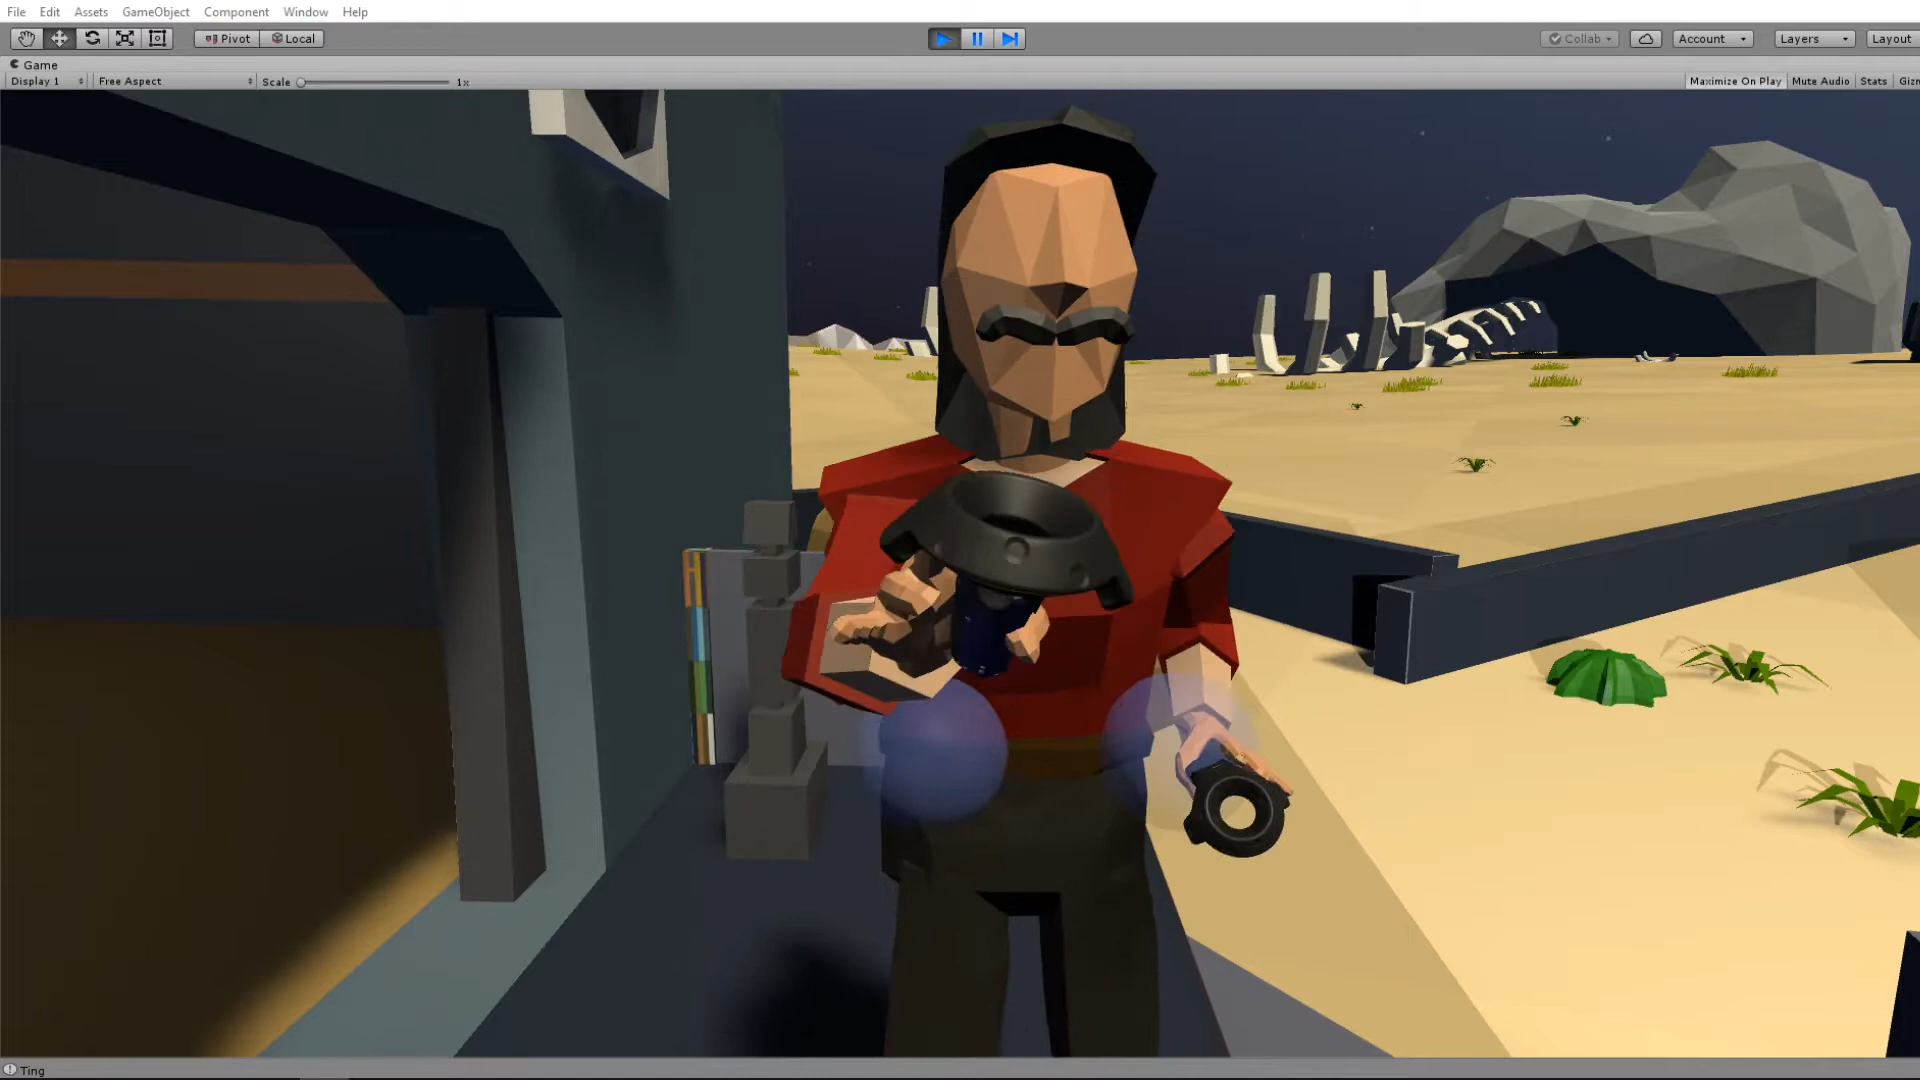 File Edit Assets GameObject Component Window Help
Pivot Local Collab Account Layers Layout
Game
Display 1 Free Aspect Scale 1x Maximize On Play Mute Audio Stats Giz
Ting